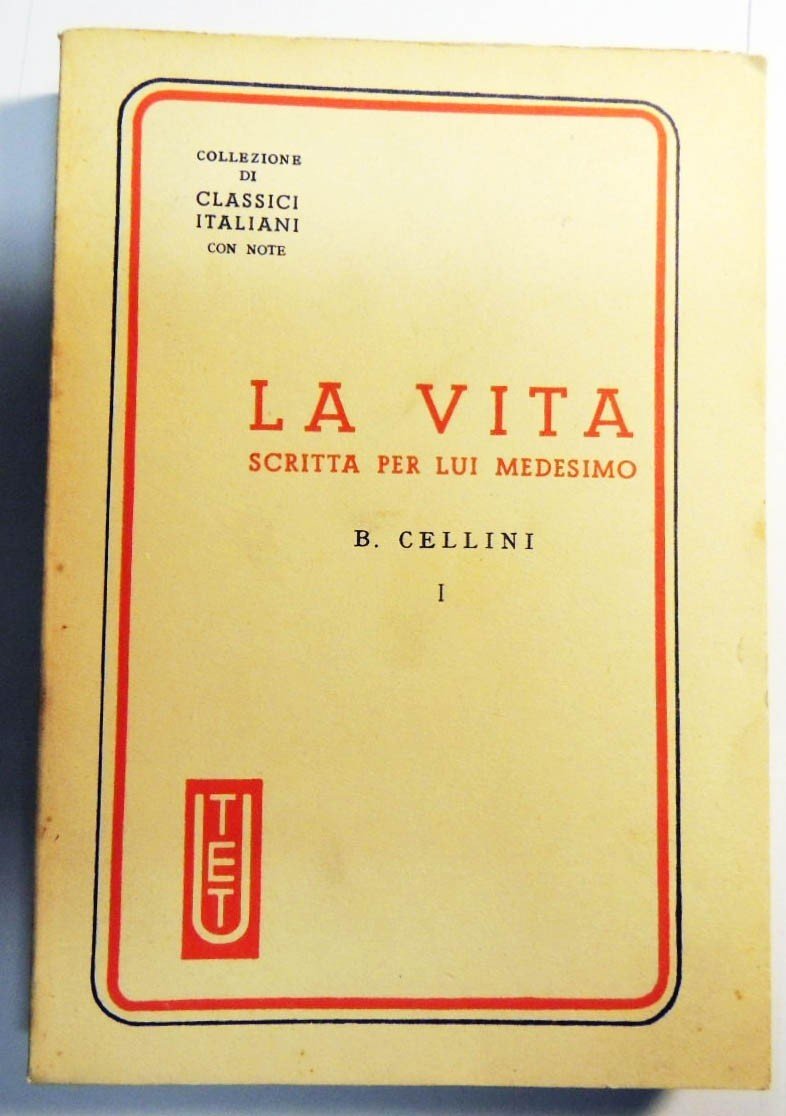 COLLEZIONE
DI
CLASSICI
ITALIANI
CON NOTE
LA VITA
SCRITTA PER LUI MEDESIMO
B. CELLINI
I
UTET